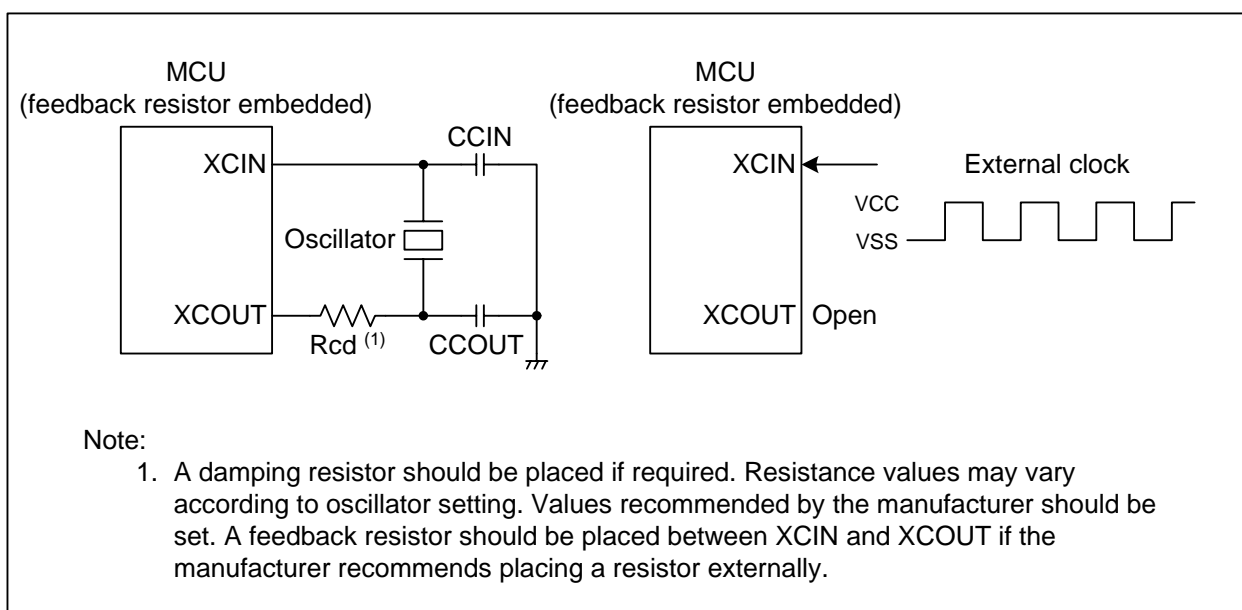 MCU
(feedback resistor embedded)
CCIN
XCIN
Oscillator
XCOUT
Rcd (1)
CCOUT
MCU
(feedback resistor embedded)
XCIN
External clock
VCC
VSS
XCOUT Open
Note:
1. A damping resistor should be placed if required. Resistance values may vary
according to oscillator setting. Values recommended by the manufacturer should be
set. A feedback resistor should be placed between XCIN and XCOUT if the
manufacturer recommends placing a resistor externally.